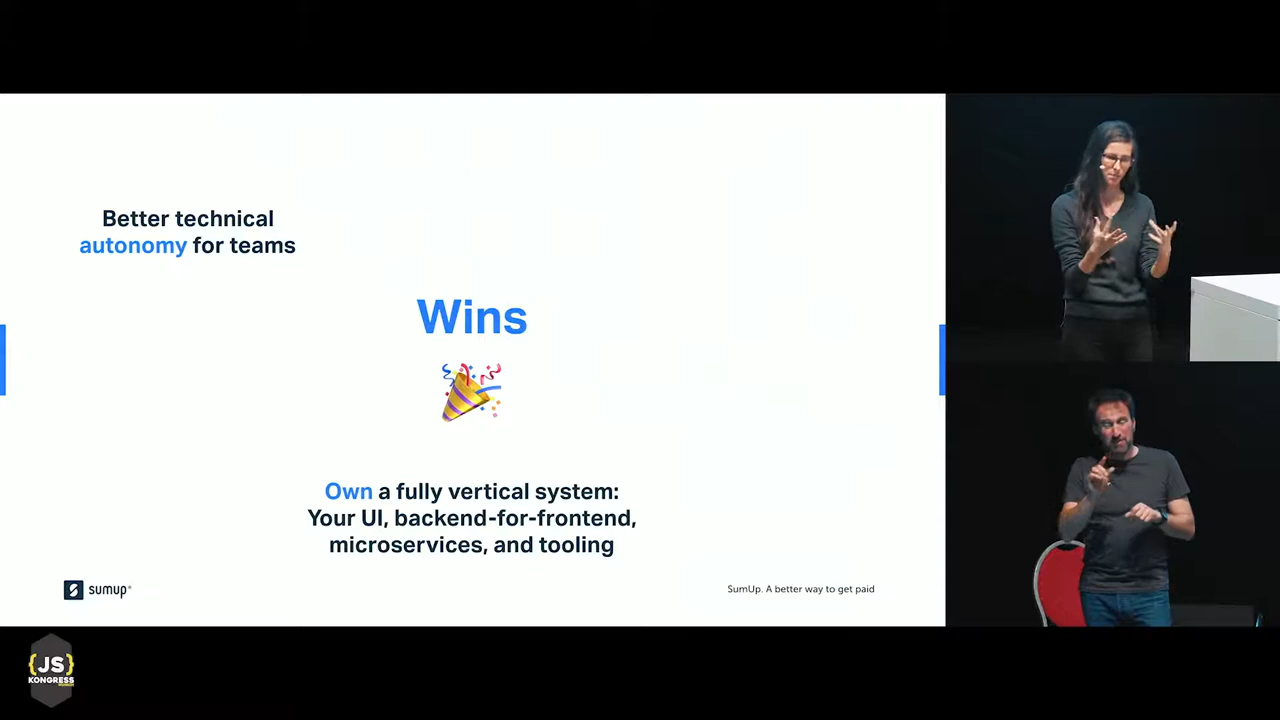 Better technical
autonomy for teams
Wins
Own a fully vertical system:
Your UI, backend-for-frontend,
microservices, and tooling
sumup®
SumUp. A better way to get paid
{JS}
KONGRESS